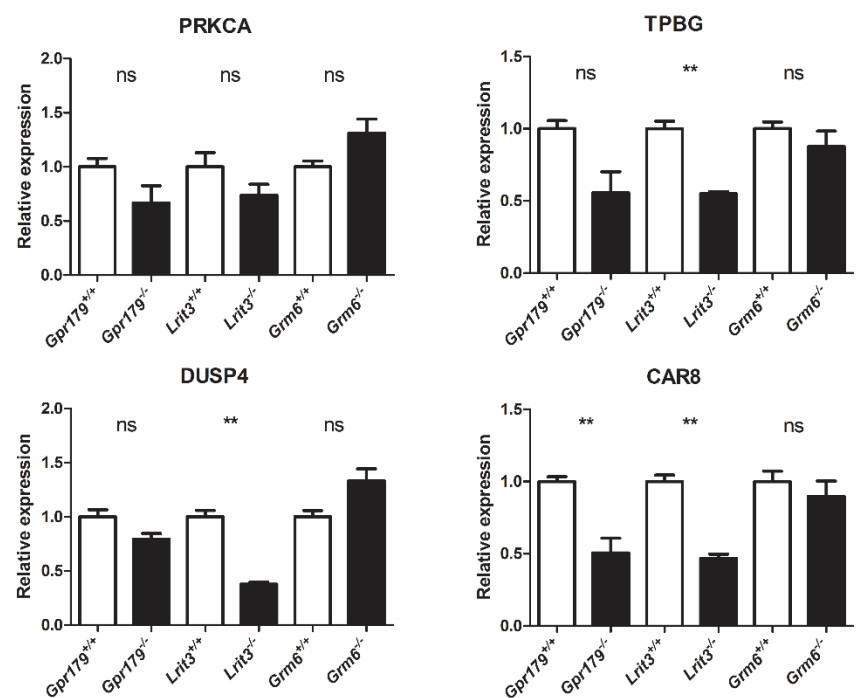 PRKCA
2.0
1.5
1.0
0.5
0.0
Relative expression
ns ns ns
Gpr179+/+ Gpr179-/- Lrit3+/+ Lrit3-/- Grm6+/+ Grm6-/-
TPBG
1.5
1.0
0.5
0.0
Relative expression
ns ** ns
Gpr179+/+ Gpr179-/- Lrit3+/+ Lrit3-/- Grm6+/+ Grm6-/-
DUSP4
2.0
1.5
1.0
0.5
0.0
Relative expression
ns ** ns
Gpr179+/+ Gpr179-/- Lrit3+/+ Lrit3-/- Grm6+/+ Grm6-/-
CAR8
1.5
1.0
0.5
0.0
Relative expression
** ** ns
Gpr179+/+ Gpr179-/- Lrit3+/+ Lrit3-/- Grm6+/+ Grm6-/-